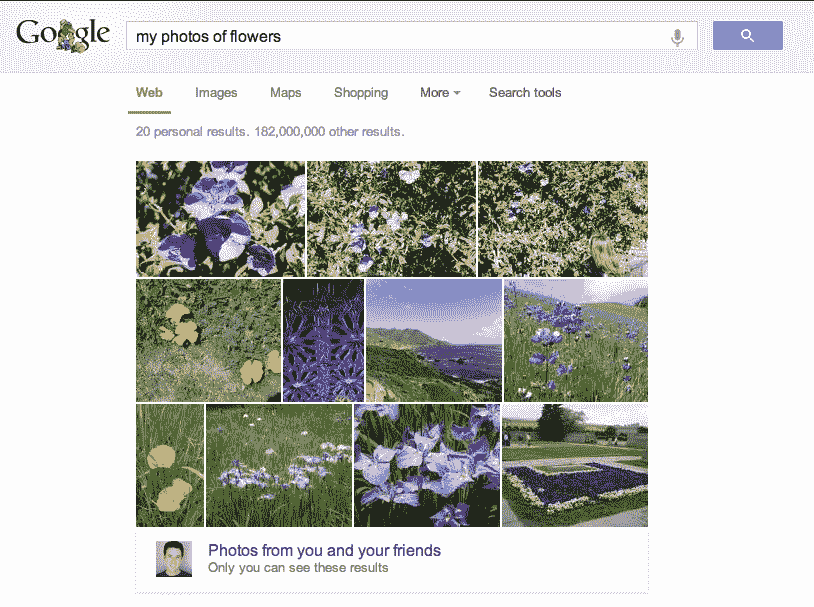 Google
my photos of flowers
Web Images Maps Shopping More Search tools
20 personal results. 182,000,000 other results.
Photos from you and your friends
Only you can see these results